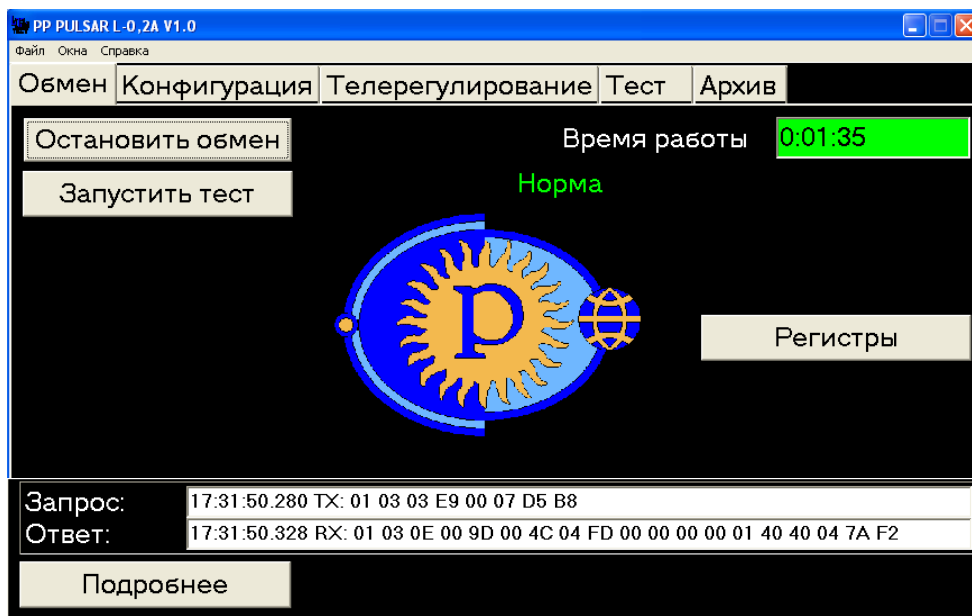 PP PULSAR L-0,2A V1.0
Файл Окна Справка
Обмен Конфигурация Телерегулирование Тест Архив
Остановить обмен Время работы 0:01:35
Запустить тест Норма
P
Регистры
Запрос: 17:31:50.280 TX: 01 03 03 E9 00 07 D5 B8
Ответ: 17:31:50.328 RX: 01 03 0E 00 9D 00 4C 04 FD 00 00 00 00 01 40 40 04 7A F2
Подробнее